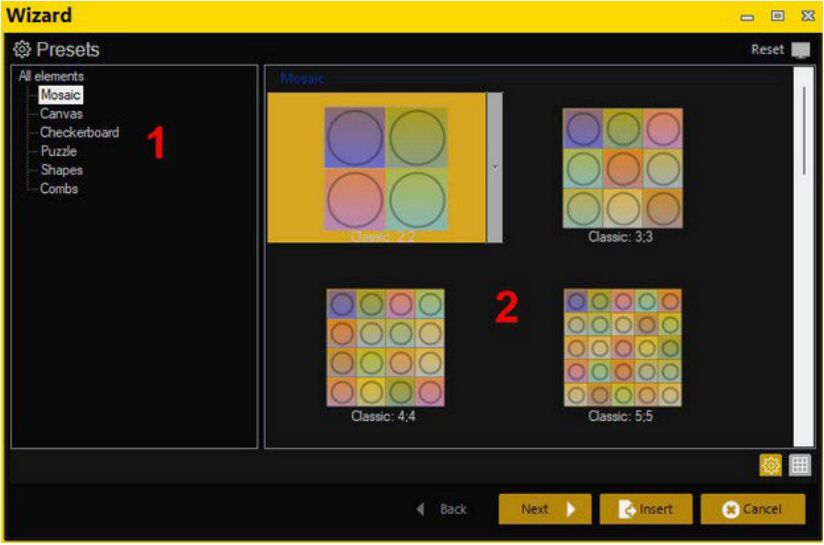 Wizard
Presets
Reset
All elements
Mosaic
Canvas
Checkerboard
Puzzle
Shapes
Combs
1
Mosaic
Classic: 2;2
Classic: 3;3
2
Classic: 4;4
Classic: 5;5
Back
Next
Insert
Cancel